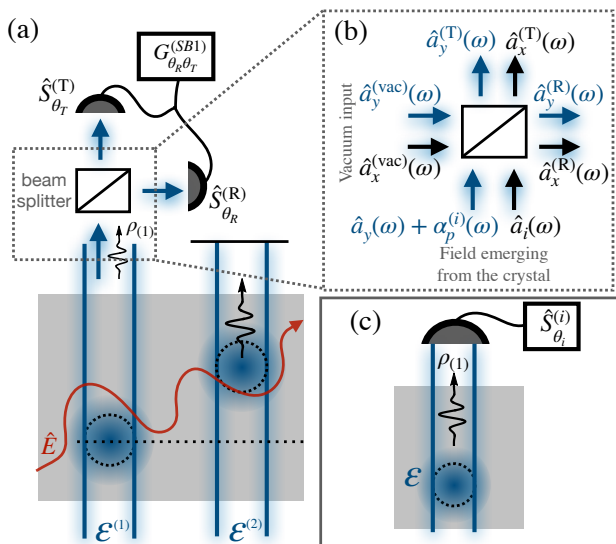 (a)
G_{θ_R θ_T}^{(SB1)}
Ŝ_{θ_T}^{(T)}
beam
splitter
Ŝ_{θ_R}^{(R)}
ρ_{(1)}
Ê
ℰ^{(1)}
ℰ^{(2)}
(b)
â_y^{(T)}(ω)
â_x^{(T)}(ω)
Vacuum input
â_y^{(vac)}(ω)
â_y^{(R)}(ω)
â_x^{(vac)}(ω)
â_x^{(R)}(ω)
â_y(ω) + α_p^{(i)}(ω)
â_i(ω)
Field emerging
from the crystal
(c)
Ŝ_{θ_i}^{(i)}
ρ_{(1)}
ℰ